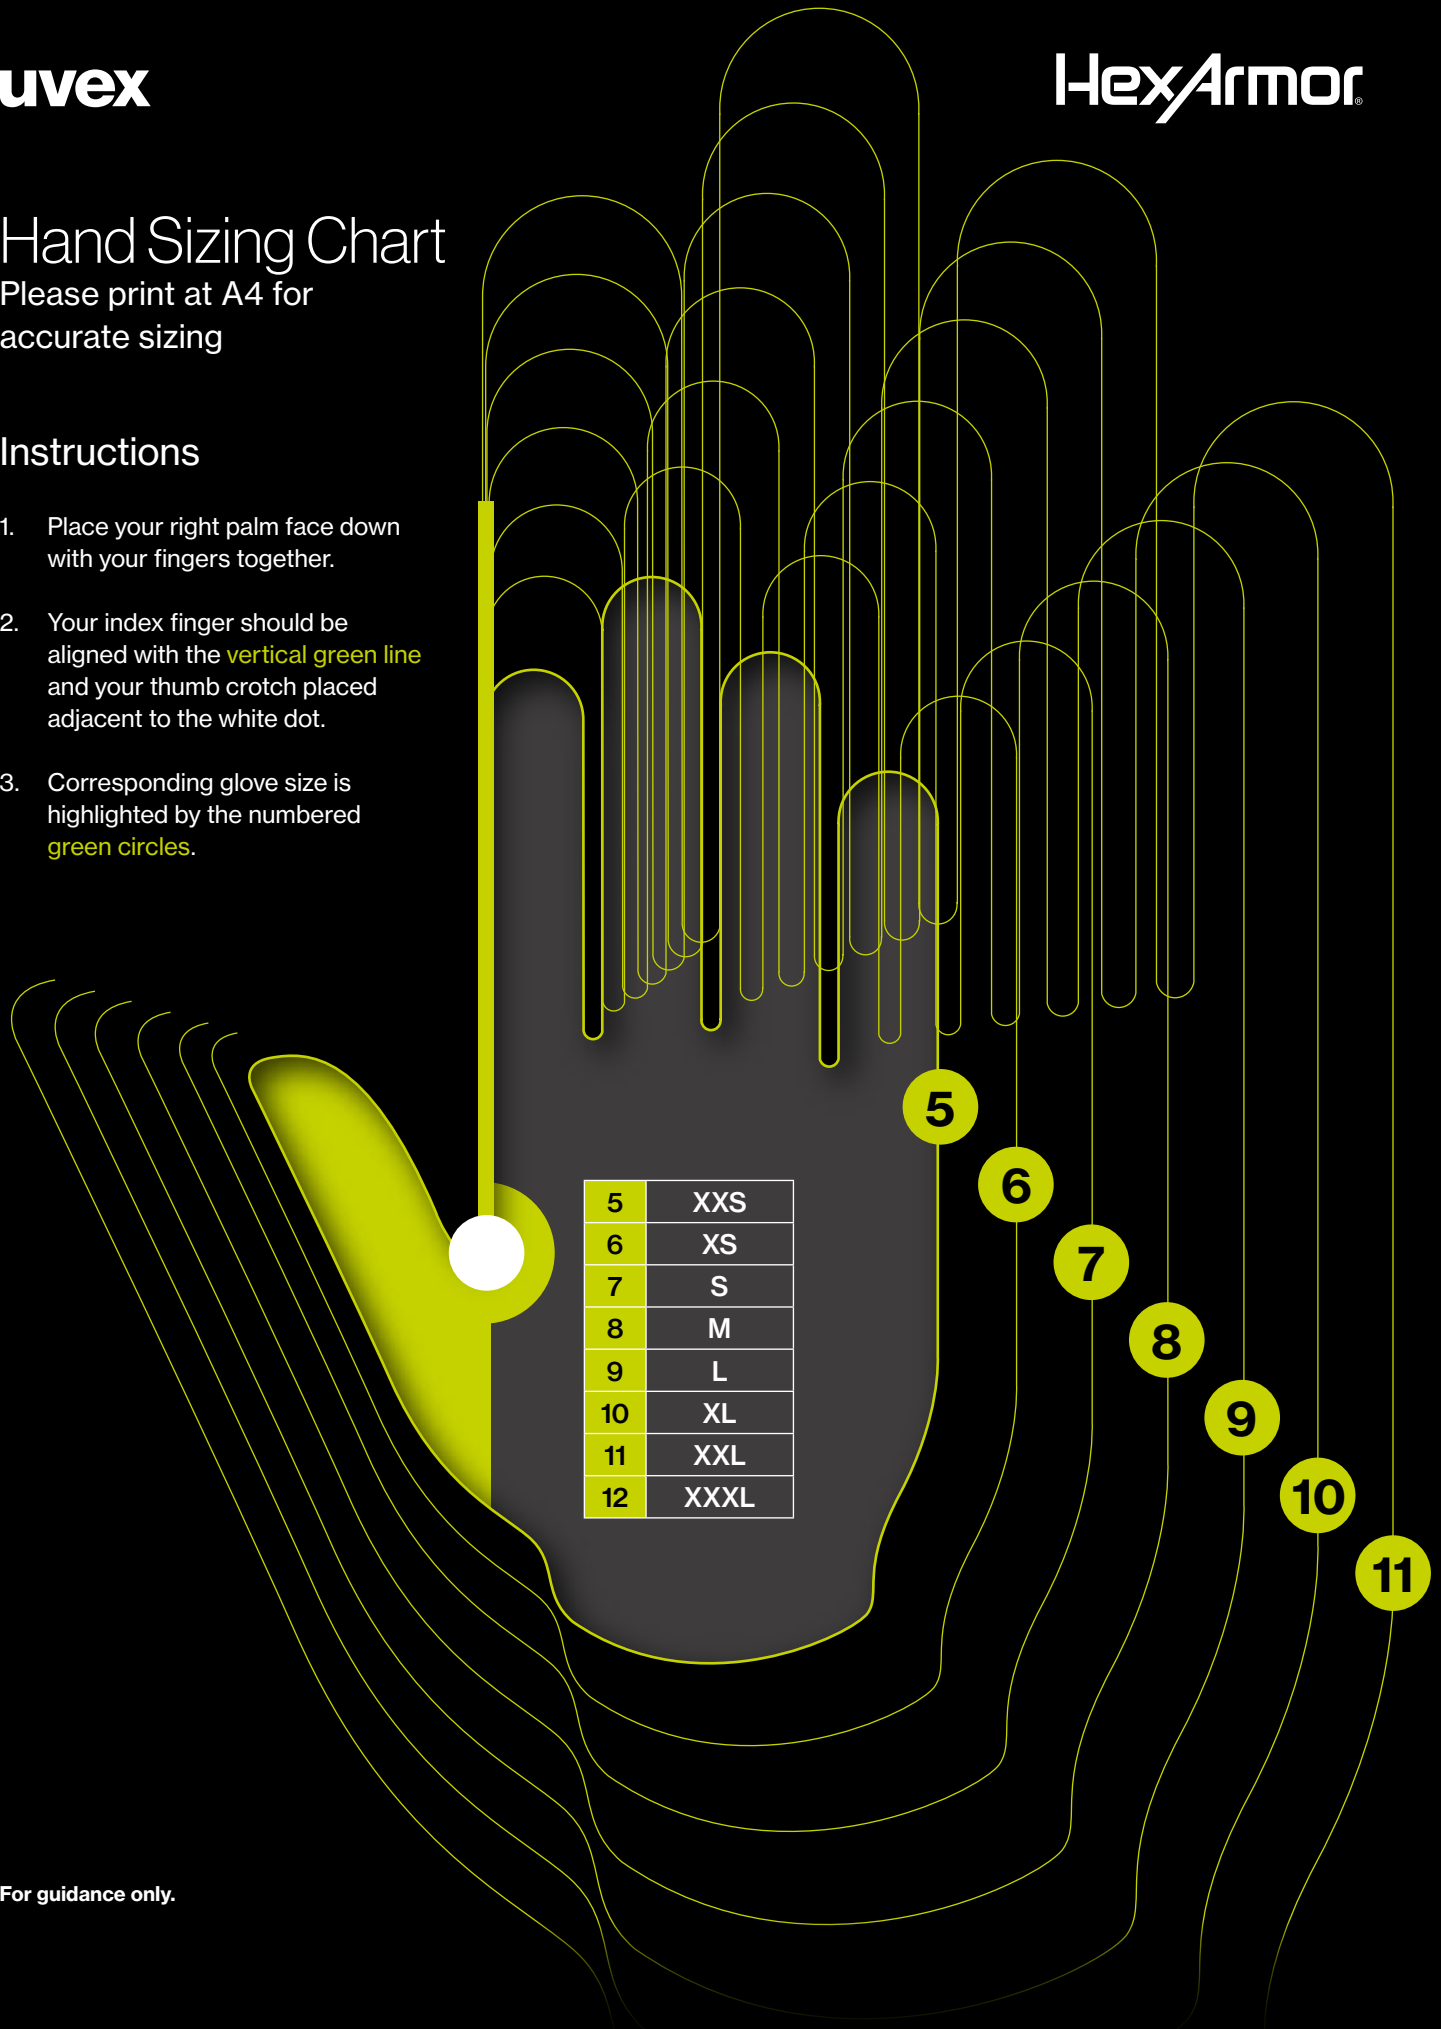 uvex
HexArmor®
Hand Sizing Chart
Please print at A4 for
accurate sizing
Instructions
1. Place your right palm face down
with your fingers together.
2. Your index finger should be
aligned with the vertical green line
and your thumb crotch placed
adjacent to the white dot.
3. Corresponding glove size is
highlighted by the numbered
green circles.
5
6
7
8
9
10
11
5 XXS
6 XS
7 S
8 M
9 L
10 XL
11 XXL
12 XXXL
For guidance only.